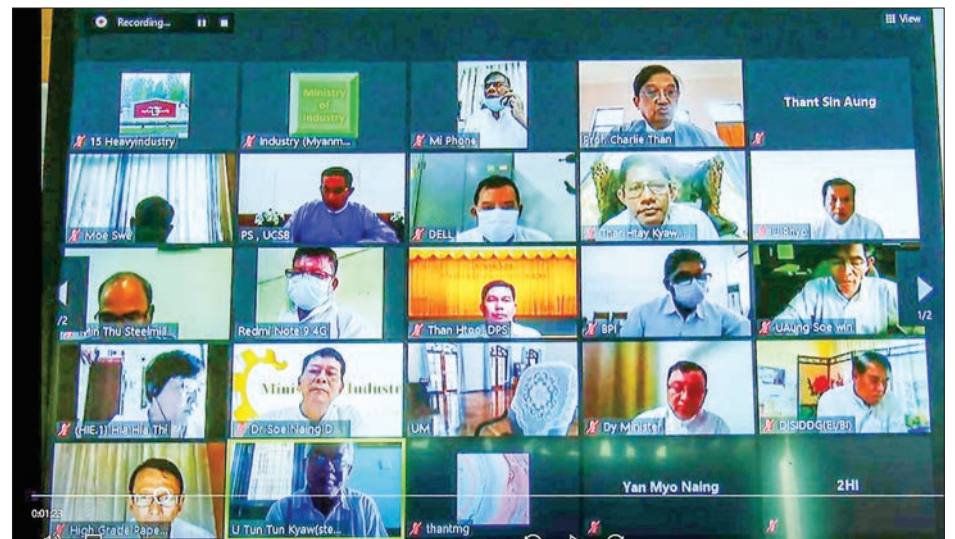 Recording...
View
15 Heavyindustry
Ministry
of
Industry
Industry (Myanm...
Mi Phone
Prof. Charlie Than
Thant Sin Aung
Moe Swe
PS , UCSB
DELL
Than Htay Kyaw,...
Min Thu Steelmill...
Redmi Note 9 4G
Than Htoo, DPS
BPI
UAung Soe win
/2
1/2
(HIE.1) Hla Hla Thi
Dr Soe Naing D...
UM
Dy Minister
DISIDDG(EI/BI)
High Grade Pape...
U Tun Tun Kyaw(ste...
thantmg
Yan Myo Naing
2HI
0:01:23